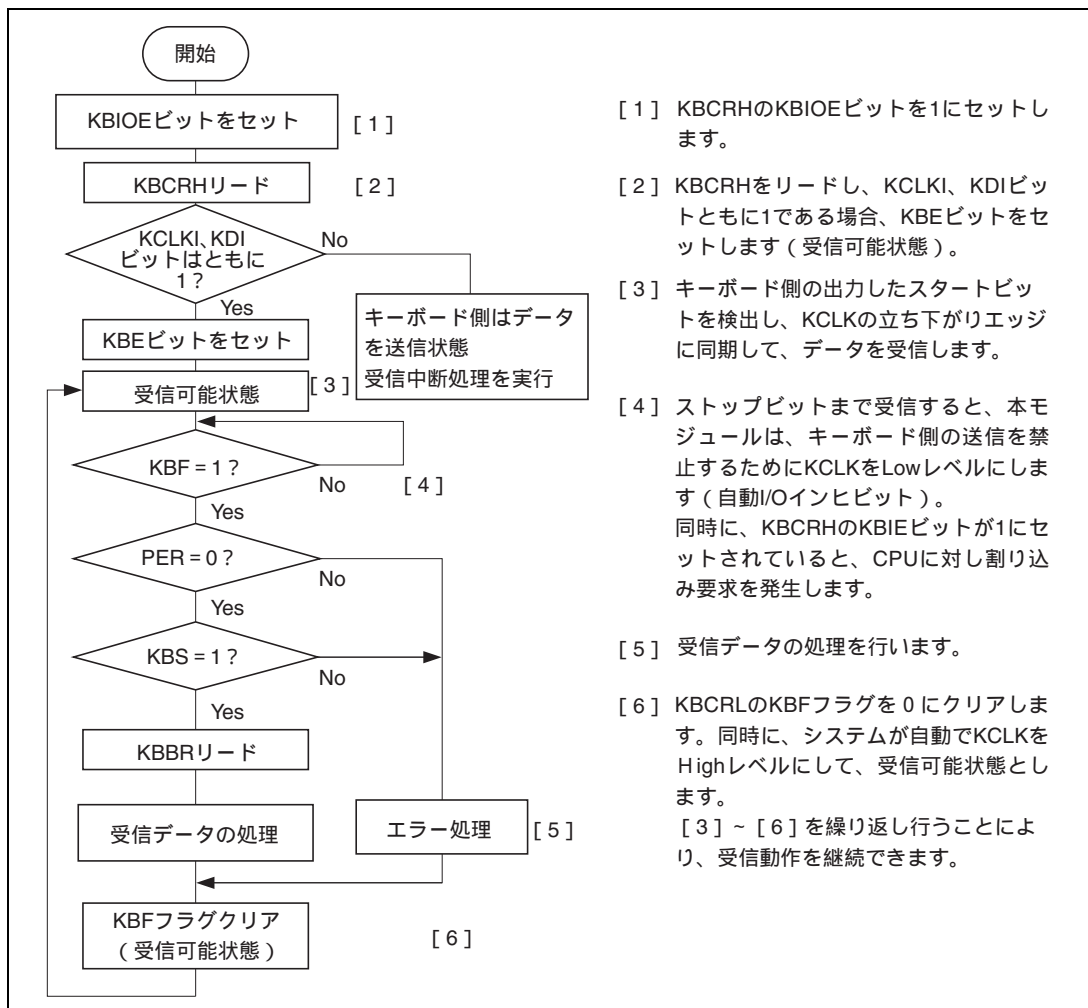 開始
KBIOEビットをセット [1]
KBCRHリード [2]
KCLKI、KDI
ビットはともに
1？
No
Yes
キーボード側はデータ
を送信状態
受信中断処理を実行
KBEビットをセット
受信可能状態 [3]
KBF = 1？
No [4]
Yes
PER = 0？
No
Yes
KBS = 1？
No
Yes
KBBRリード
受信データの処理
エラー処理 [5]
KBFフラグクリア
（受信可能状態）
[6]
[1] KBCRHのKBIOEビットを1にセットし
ます。
[2] KBCRHをリードし、KCLKI、KDIビッ
トともに1である場合、KBEビットをセ
ットします（受信可能状態）。
[3] キーボード側の出力したスタートビッ
トを検出し、KCLKの立ち下がりエッジ
に同期して、データを受信します。
[4] ストップビットまで受信すると、本モ
ジュールは、キーボード側の送信を禁
止するためにKCLKをLowレベルにしま
す（自動I/Oインヒビット）。
同時に、KBCRHのKBIEビットが1にセ
ットされていると、CPUに対し割り込
み要求を発生します。
[5] 受信データの処理を行います。
[6] KBCRLのKBFフラグを 0 にクリアしま
す。同時に、システムが自動でKCLKを
Highレベルにして、受信可能状態とし
ます。
[3] ~ [6] を繰り返し行うことによ
り、受信動作を継続できます。